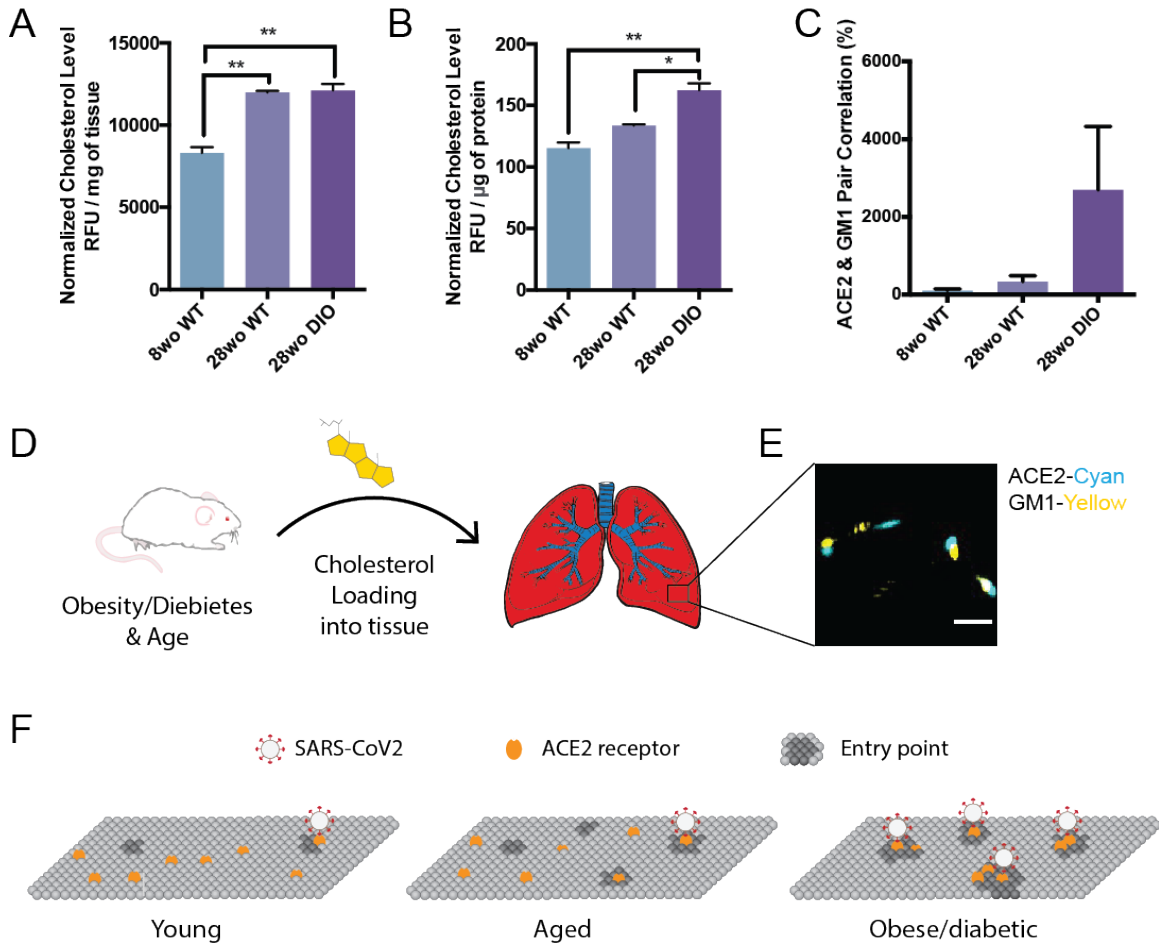 A
Normalized Cholesterol Level
RFU / mg of tissue
15000
10000
5000
0
**
**
8wo WT
28wo WT
28wo DIO
B
Normalized Cholesterol Level
RFU / µg of protein
200
150
100
50
0
**
*
8wo WT
28wo WT
28wo DIO
C
ACE2 & GM1 Pair Correlation (%)
6000
4000
2000
0
8wo WT
28wo WT
28wo DIO
D
Obesity/Diebietes
& Age
Cholesterol
Loading
into tissue
E
ACE2-Cyan
GM1-Yellow
F
SARS-CoV2
ACE2 receptor
Entry point
Young
Aged
Obese/diabetic